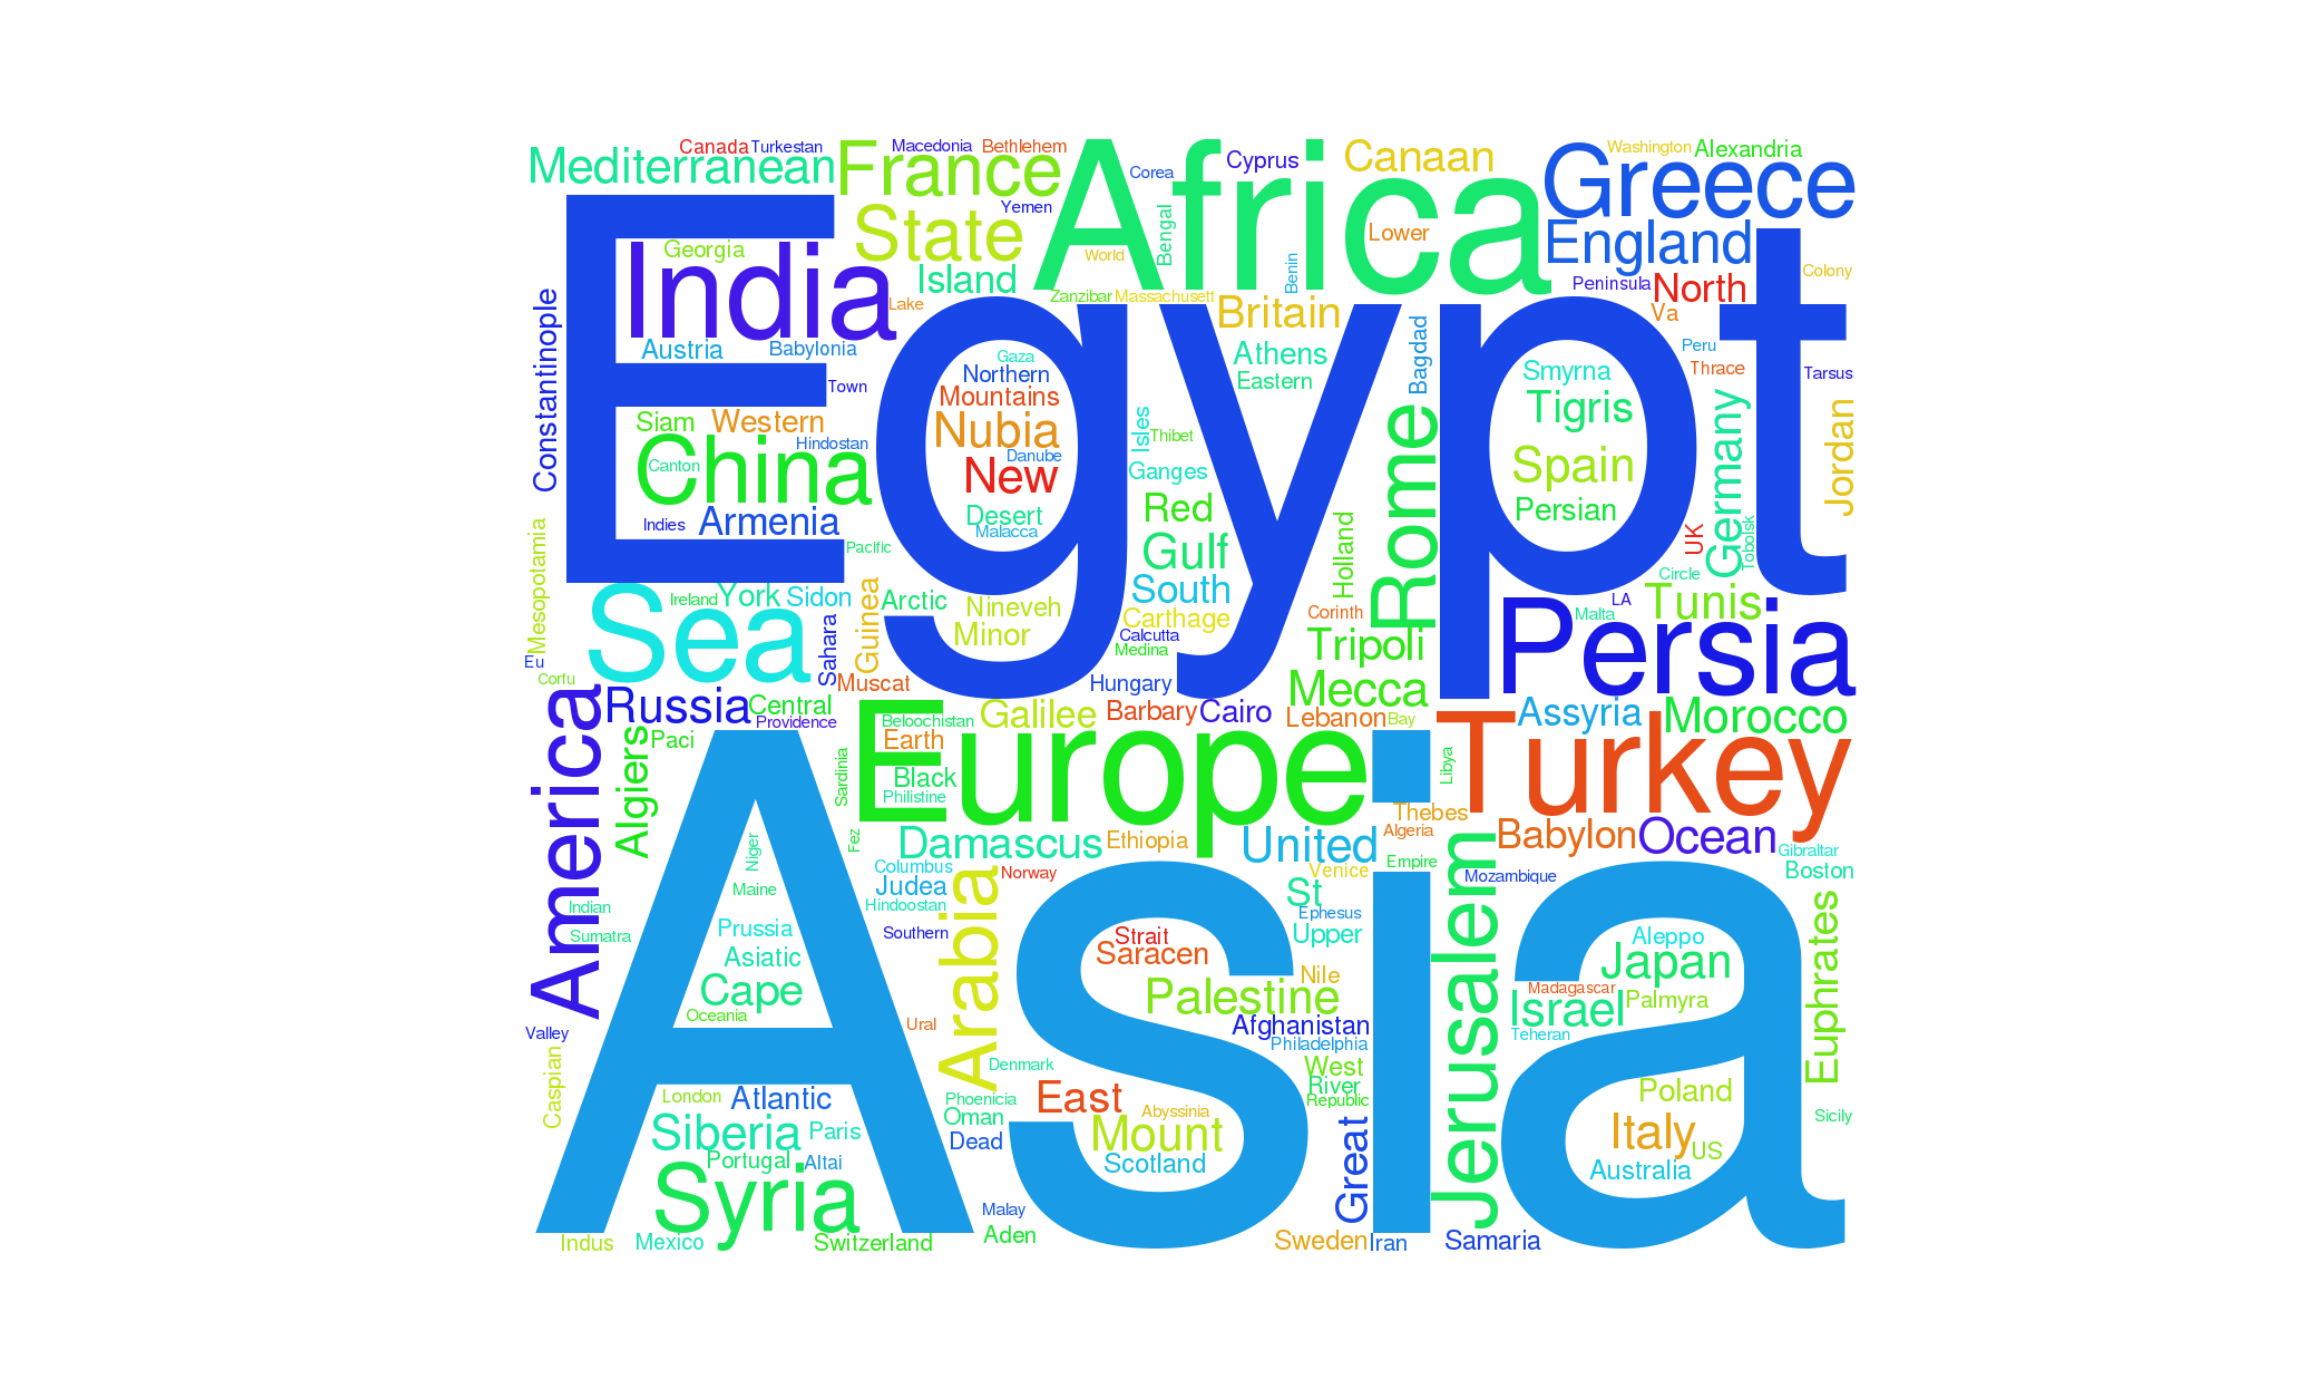 Canada
Turkestan
Macedonia
Bethlehem
Washington
Alexandria
Mediterranean
France
Africa
Corea
Cyprus
Canaan
Greece
Yemen
State
Bengal
Lower
England
Georgia
India
World
Benin
Colony
Island
Peninsula
North
Lake
Zanzibar
Massachusett
Constantinople
Egypt
Britain
Va
Austria
Babylonia
Gaza
Athens
Bagdad
Peru
Northern
Eastern
Smyrna
Thrace
Tarsus
Town
Mountains
Tigris
Germany
Jordan
Siam
Western
Nubia
Isles
Thibet
Rome
Hindostan
China
Canton
Danube
New
Ganges
Spain
Indies
Armenia
Desert
Malacca
Red
Persian
UK
Tobolsk
Mesopotamia
Pacific
Gulf
Holland
Circle
Sea
Ireland
York
Sidon
Guinea
Arctic
Nineveh
South
LA
Tunis
Sahara
Minor
Carthage
Corinth
Malta
Calcutta
Medina
Tripoli
Persia
Eu
Corfu
Muscat
Hungary
Mecca
America
Russia
Central
Providence
Beloochistan
Galilee
Barbary
Cairo
Lebanon
Bay
Assyria
Morocco
Paci
Algiers
Sardinia
Earth
Europe
Libya
Turkey
Black
Philistine
Thebes
Niger
Fez
Damascus
Ethiopia
United
Algeria
Babylon
Ocean
Gibraltar
Columbus
Norway
Venice
Empire
Mozambique
Boston
Maine
Judea
Arabia
St
Jerusalem
Indian
Hindoostan
Ephesus
Euphrates
Sumatra
Prussia
Southern
Strait
Upper
Aleppo
Asiatic
Saracen
Japan
Cape
Nile
Madagascar
Oceania
Palestine
Israel
Palmyra
Valley
Ural
Afghanistan
Teheran
Philadelphia
Caspian
Denmark
West
River
London
Atlantic
Phoenicia
East
Republic
Poland
Asia
Oman
Abyssinia
Sicily
Siberia
Paris
Dead
Mount
Great
Italy
US
Portugal
Altai
Scotland
Australia
Syria
Malay
Indus
Mexico
Switzerland
Aden
Sweden
Iran
Samaria